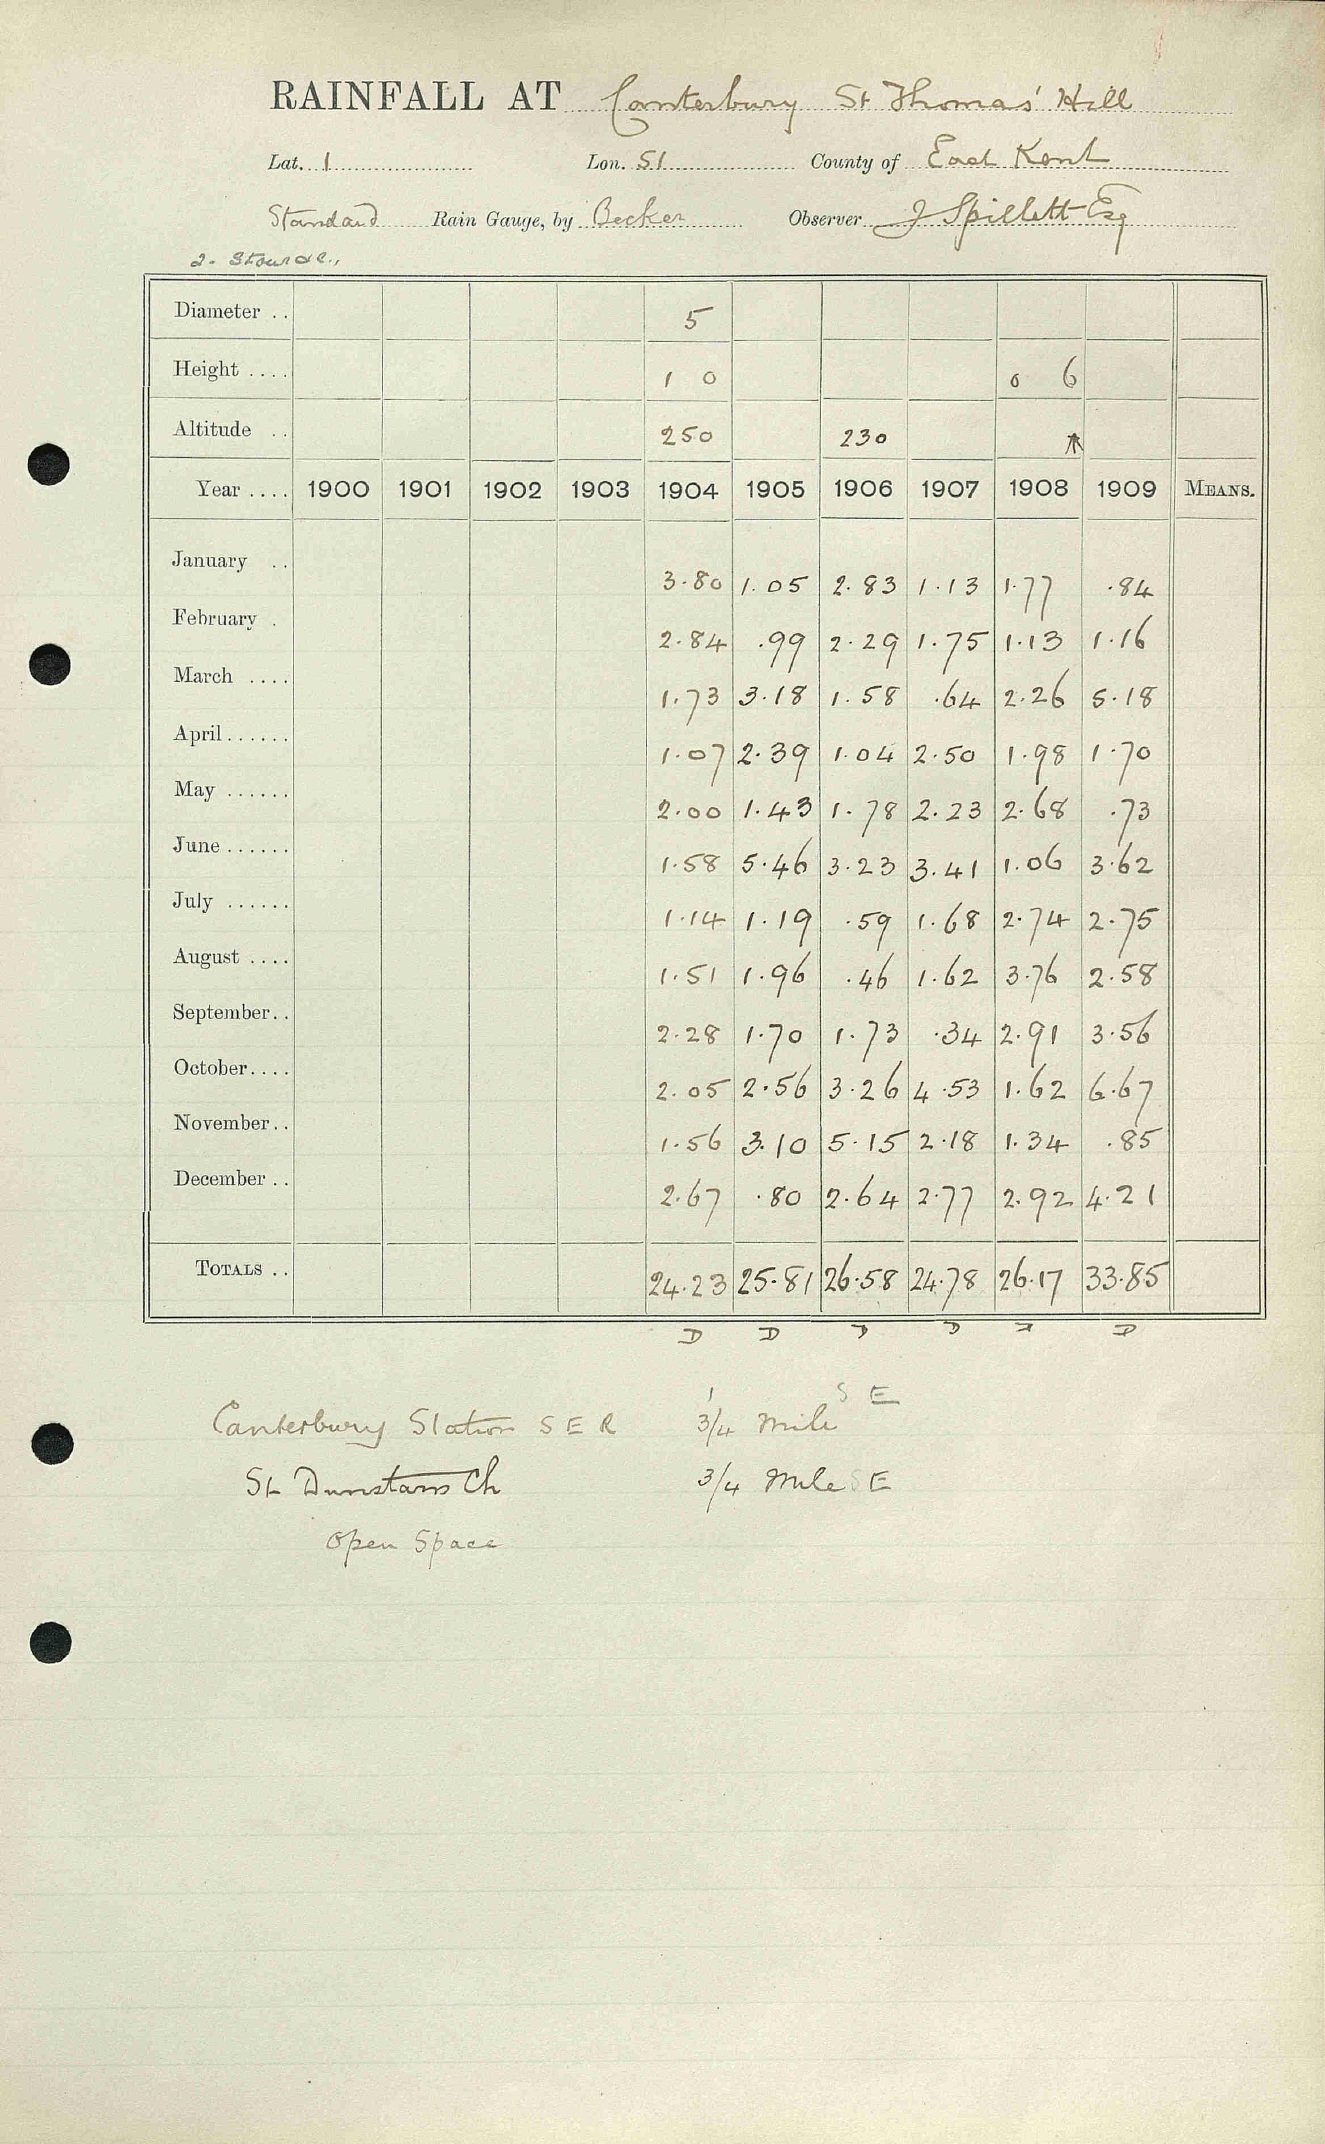 RAINFALL AT Canterbury St Thomas' Hill
Lat. 1 Lon. 51 County of East Kent
Standard Rain Gauge, by Becker Observer J Spillett Esq
2. Stour &c.,
Diameter .. 5
Height .... 1 0 0 6
Altitude .. 250 230
Year .... 1900 1901 1902 1903 1904 1905 1906 1907 1908 1909 MEANS.
January .. 3.80 1.05 2.83 1.13 1.77 .84
February . 2.84 .99 2.29 1.75 1.13 1.16
March .... 1.73 3.18 1.58 .64 2.26 5.18
April...... 1.07 2.39 1.04 2.50 1.98 1.70
May ...... 2.00 1.43 1.78 2.23 2.68 .73
June ...... 1.58 5.46 3.23 3.41 1.06 3.62
July ...... 1.14 1.19 .59 1.68 2.74 2.75
August .... 1.51 1.96 .46 1.62 3.76 2.58
September.. 2.28 1.70 1.73 .34 2.91 3.56
October.... 2.05 2.56 3.26 4.53 1.62 6.67
November.. 1.56 3.10 5.15 2.18 1.34 .85
December .. 2.67 .80 2.64 2.77 2.92 4.21
TOTALS .. 24.23 25.81 26.58 24.78 26.17 33.85
D D D D D
Canterbury Station S E R 3/4 Mile S E
St Dunstans Ch 3/4 Mile S E
Open Space